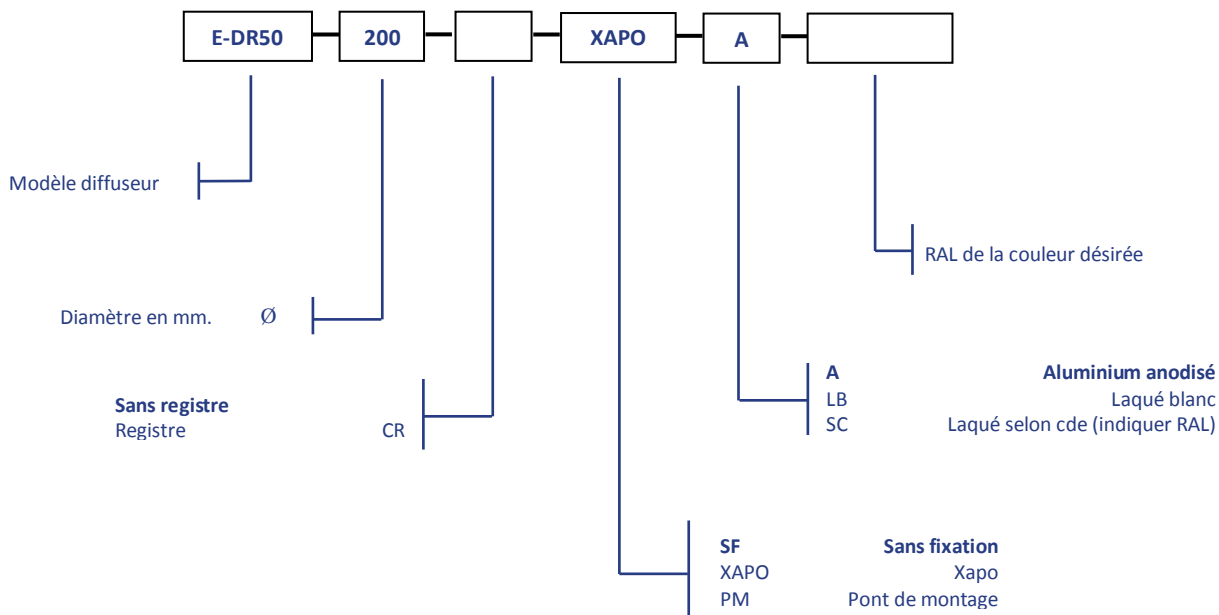 E-DR50 200 XAPO A
Modèle diffuseur
RAL de la couleur désirée
Diamètre en mm. Ø
A Aluminium anodisé
LB Laqué blanc
SC Laqué selon cde (indiquer RAL)
Sans registre
Registre CR
SF Sans fixation
XAPO Xapo
PM Pont de montage